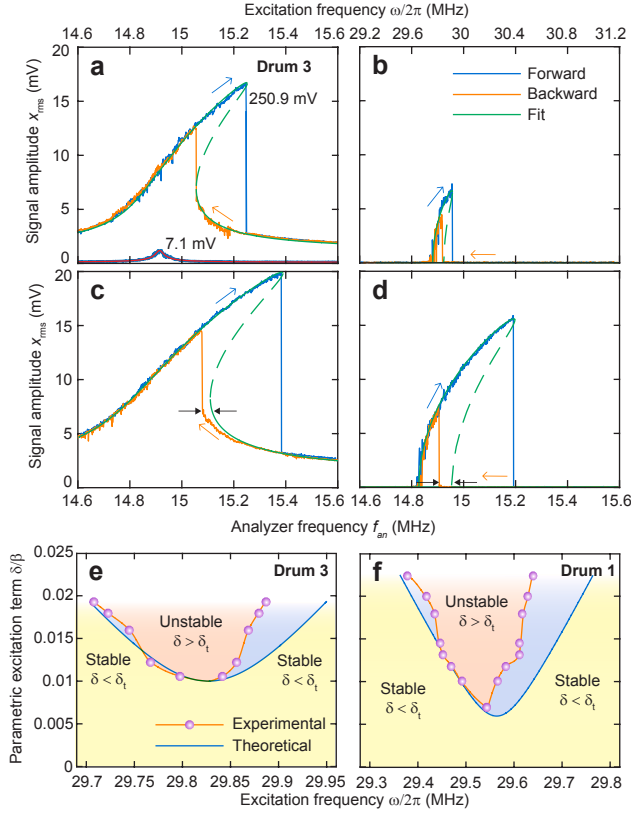 Excitation frequency ω/2π (MHz)
14.6 14.8 15 15.2 15.4 15.6 29.2 29.6 30 30.4 30.8 31.2
20
15
10
5
0
Signal amplitude x_rms (mV)
a Drum 3
250.9 mV
7.1 mV
b
Forward
Backward
Fit
20
15
10
5
0
Signal amplitude x_rms (mV)
c
d
14.6 14.8 15 15.2 15.4 15.6 14.6 14.8 15 15.2 15.4 15.6
Analyzer frequency f_an (MHz)
0.025
0.02
0.015
0.01
0.005
0
Parametric excitation term δ/β
e Drum 3
Unstable
δ > δ_t
Stable
δ < δ_t
Stable
δ < δ_t
Experimental
Theoretical
29.7 29.75 29.8 29.85 29.9 29.95
f Drum 1
Unstable
δ > δ_t
Stable
δ < δ_t
Stable
δ < δ_t
29.3 29.4 29.5 29.6 29.7 29.8
Excitation frequency ω/2π (MHz)